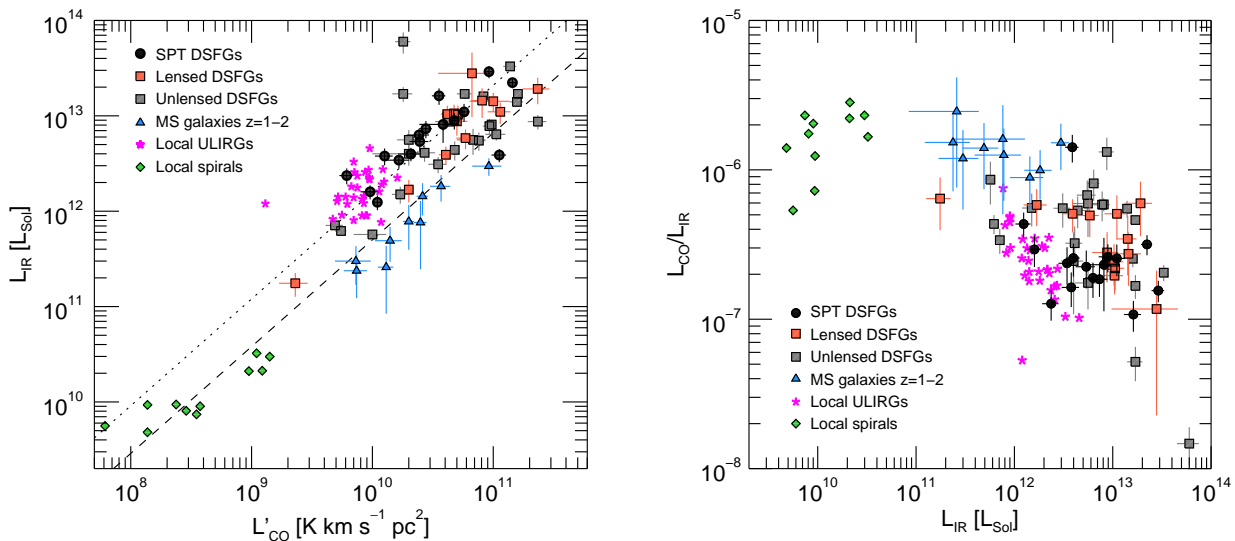 10^14
10^13
10^12
10^11
10^10
L_IR [L_Sol]
SPT DSFGs
Lensed DSFGs
Unlensed DSFGs
MS galaxies z=1−2
Local ULIRGs
Local spirals
10^8
10^9
10^10
10^11
L'_CO [K km s^−1 pc^2]
10^−5
10^−6
10^−7
10^−8
L_CO/L_IR
SPT DSFGs
Lensed DSFGs
Unlensed DSFGs
MS galaxies z=1−2
Local ULIRGs
Local spirals
10^10
10^11
10^12
10^13
10^14
L_IR [L_Sol]